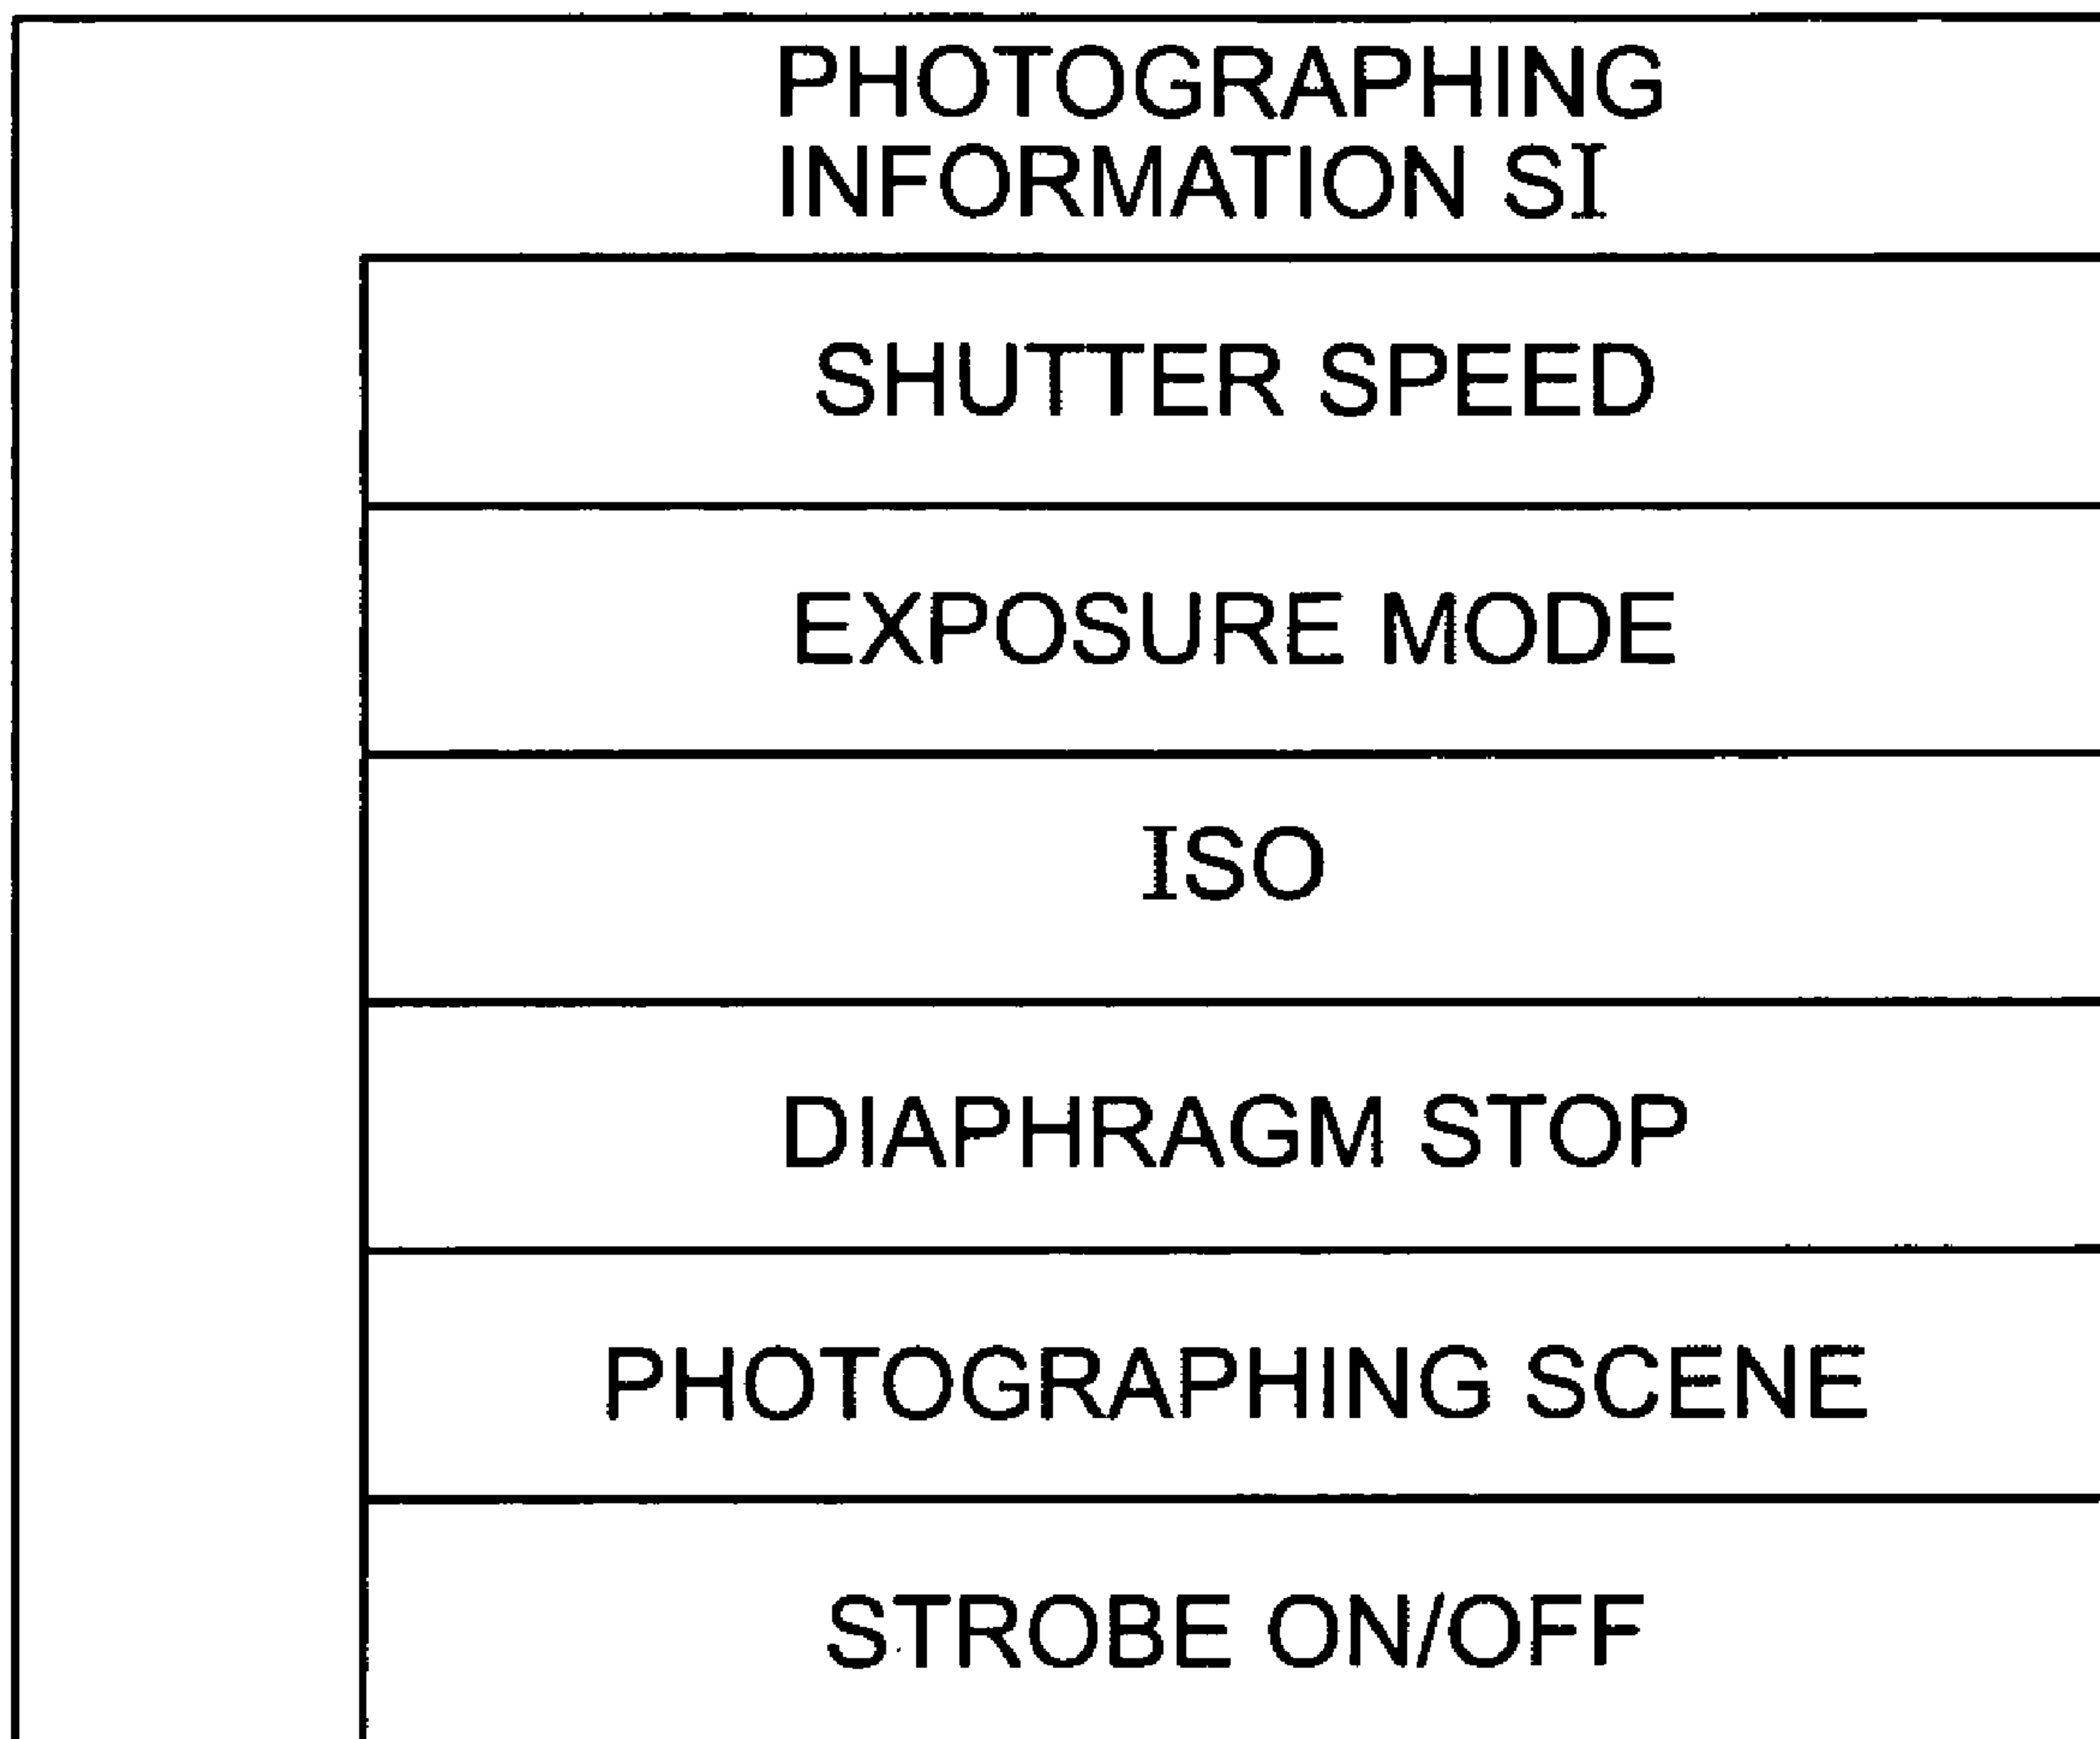 PHOTOGRAPHING
INFORMATION SI
SHUTTER SPEED
EXPOSURE MODE
ISO
DIAPHRAGM STOP
PHOTOGRAPHING SCENE
STROBE ON/OFF